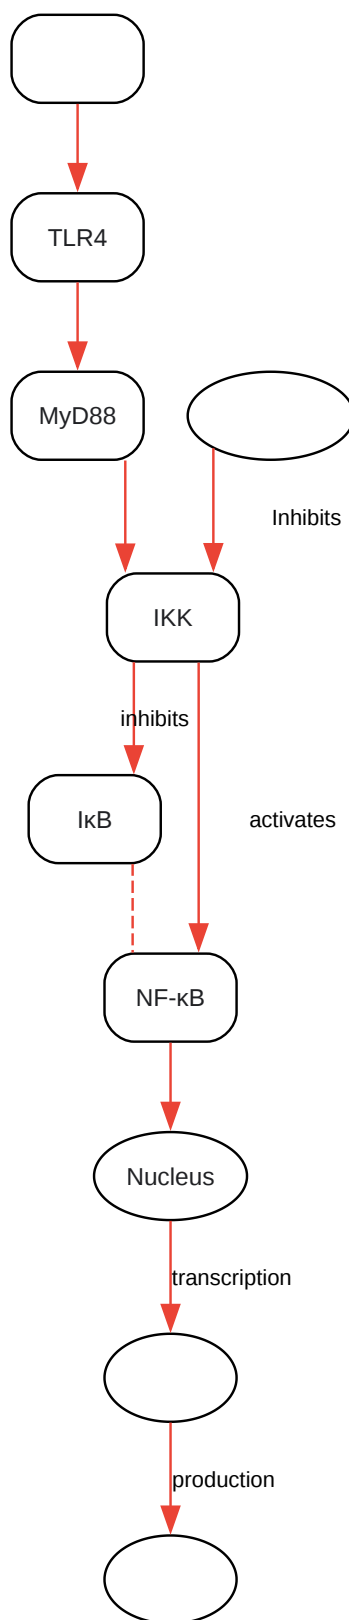 TLR4
MyD88
Inhibits
IKK
inhibits
IκB
activates
NF-κB
Nucleus
transcription
production